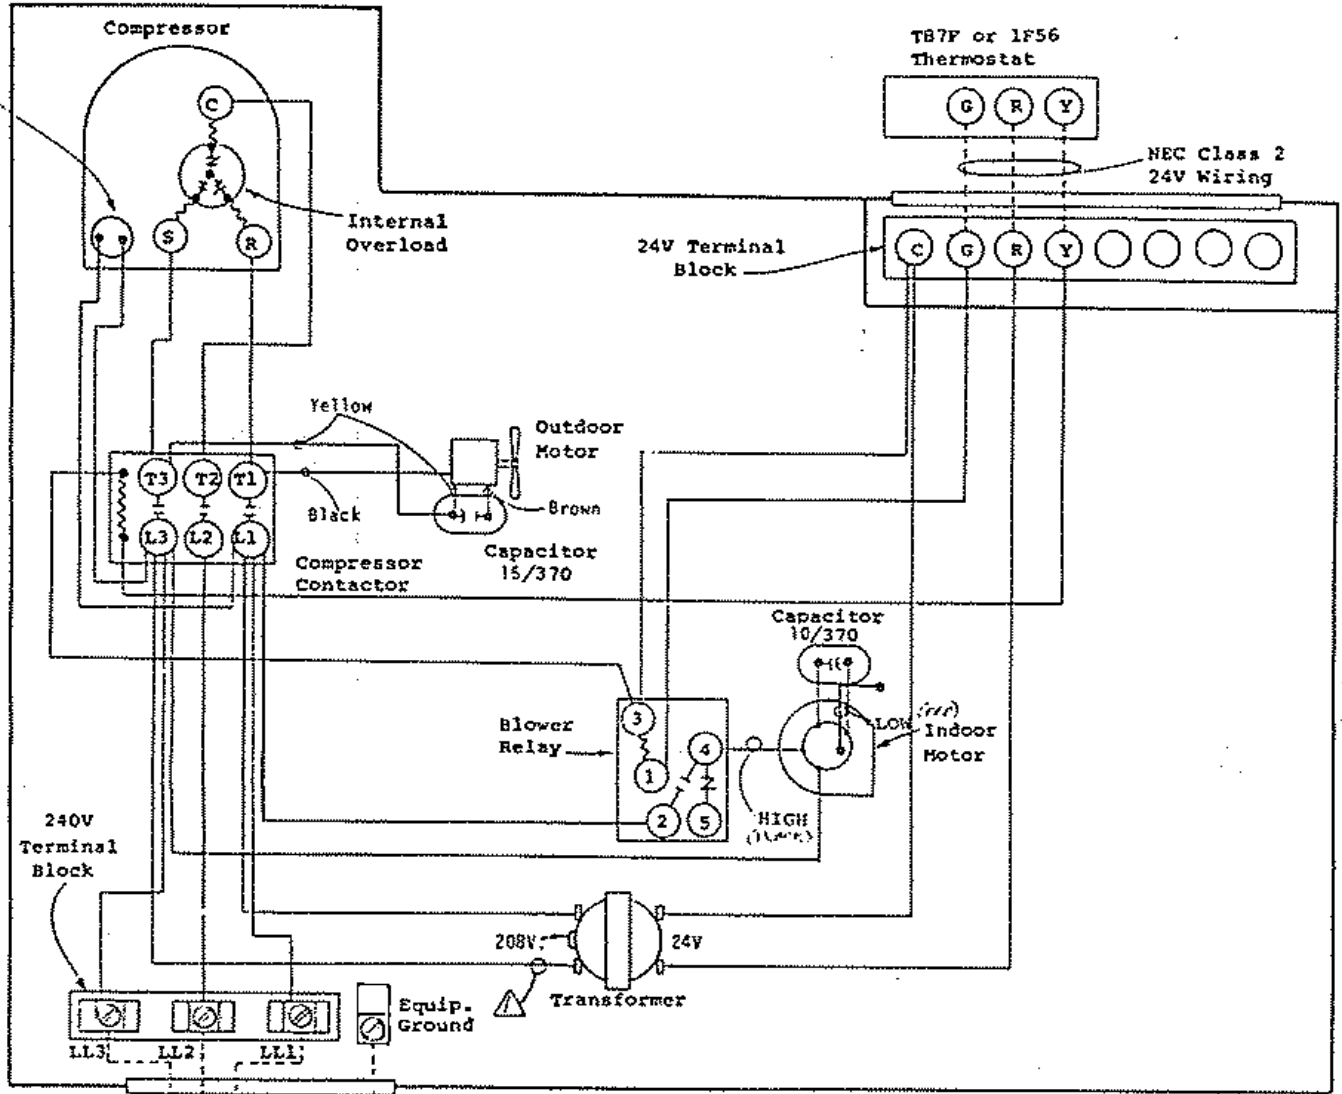 Compressor
C
S
R
Internal
Overload
TB7F or 1F56
Thermostat
G R Y
NEC Class 2
24V Wiring
24V Terminal
Block
C G R Y
Yellow
Outdoor
Motor
Black
Brown
Capacitor
15/370
T3 T2 T1
L3 L2 L1
Compressor
Contactor
Capacitor
10/370
LOW
Indoor
Motor
Blower
Relay
3
4
1
2
5
HIGH
240V
Terminal
Block
208V
24V
Transformer
Equip.
Ground
LL3 LL2 LL1